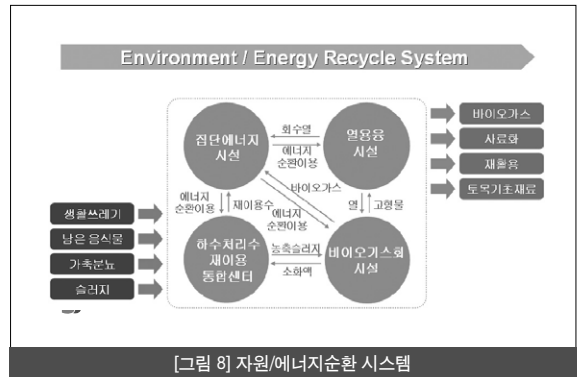 Environment / Energy Recycle System
집단에너지
시설
회수열
에너지
순환이용
열용융
시설
바이오가스
사료화
재활용
토목기초재료
에너지
순환이용
재이용수
바이오가스
에너지
순환이용
열
고형물
생활쓰레기
남은 음식물
가축분뇨
슬러지
하수처리수
재이용
통합센터
농축슬러지
소화액
바이오가스화
시설
[그림 8] 자원/에너지순환 시스템